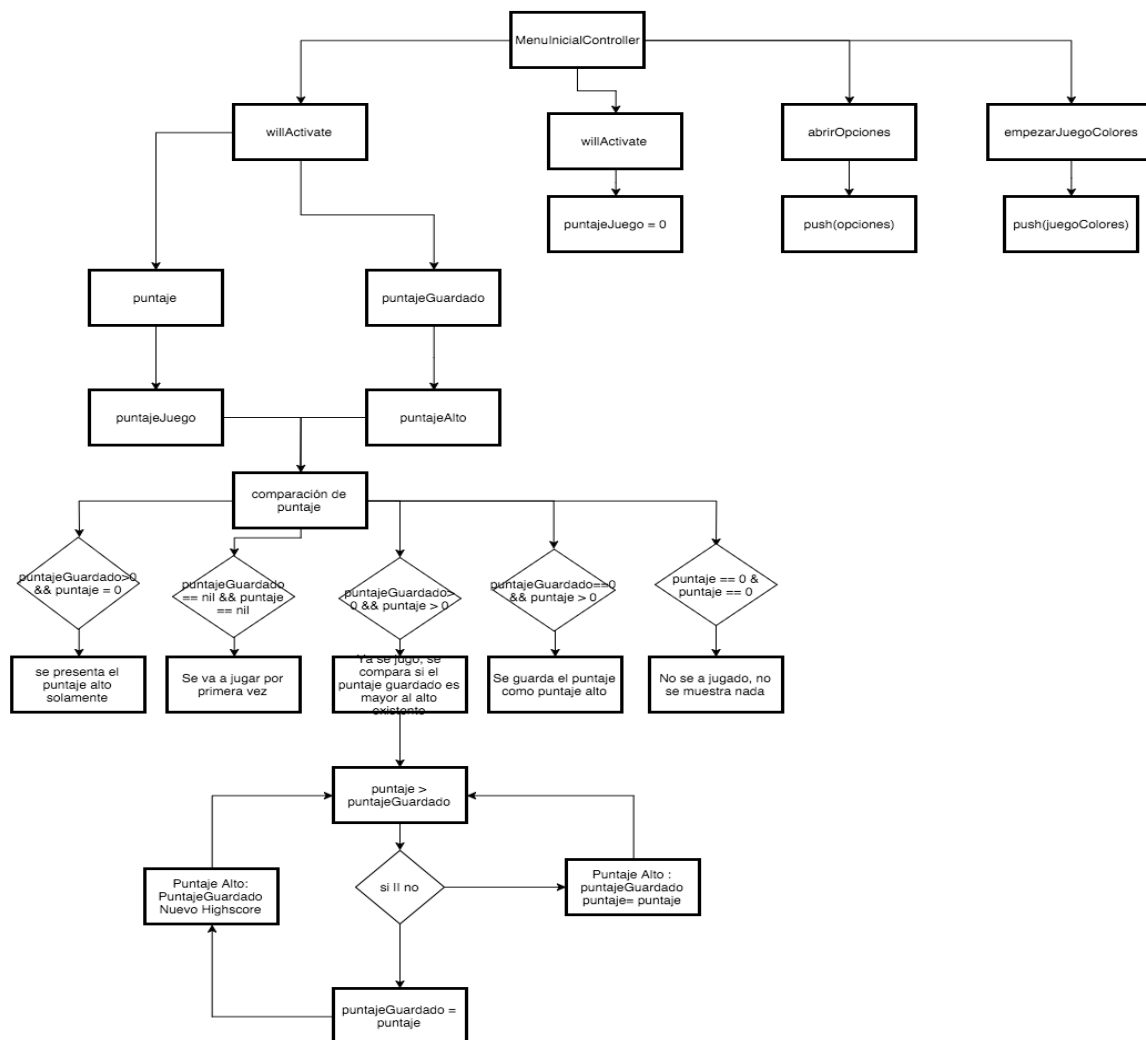 MenuInicialController
willActivate
willActivate
abrirOpciones
empezarJuegoColores
puntajeJuego = 0
push(opciones)
push(juegoColores)
puntaje
puntajeGuardado
puntajeJuego
puntajeAlto
comparación de
puntaje
puntajeGuardado>0
&& puntaje = 0
puntajeGuardado
== nil && puntaje
== nil
puntajeGuardado>
0 && puntaje > 0
puntajeGuardado==0
&& puntaje > 0
puntaje == 0 &
puntaje == 0
se presenta el
puntaje alto
solamente
Se va a jugar por
primera vez
Ya se jugo, se
compara si el
puntaje guardado es
mayor al alto
existente
Se guarda el puntaje
como puntaje alto
No se a jugado, no
se muestra nada
puntaje >
puntajeGuardado
si II no
Puntaje Alto:
PuntajeGuardado
Nuevo Highscore
Puntaje Alto :
puntajeGuardado
puntaje= puntaje
puntajeGuardado =
puntaje